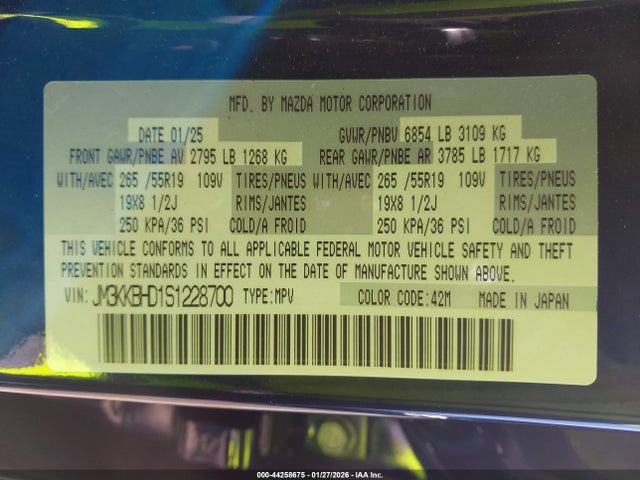 MFD. BY MAZDA MOTOR CORPORATION
DATE 01/25 GVWR/PNBV 6854 LB 3109 KG
FRONT GAWR/PNBE AV 2795 LB 1268 KG REAR GAWR/PNBE AR 3785 LB 1717 KG
WITH/AVEC 265 /55R19 109V TIRES/PNEUS WITH/AVEC 265 /55R19 109V TIRES/PNEUS
19X8 1/2J RIMS/JANTES 19X8 1/2J RIMS/JANTES
250 KPA/36 PSI COLD/A FROID 250 KPA/36 PSI COLD/A FROID
THIS VEHICLE CONFORMS TO ALL APPLICABLE FEDERAL MOTOR VEHICLE SAFETY AND THEFT
PREVENTION STANDARDS IN EFFECT ON THE DATE OF MANUFACTURE SHOWN ABOVE.
VIN: JM3KKBHD1S1228700 TYPE:MPV COLOR CODE:42M MADE IN JAPAN
000-44258675 - 01/27/2026 - IAA Inc.